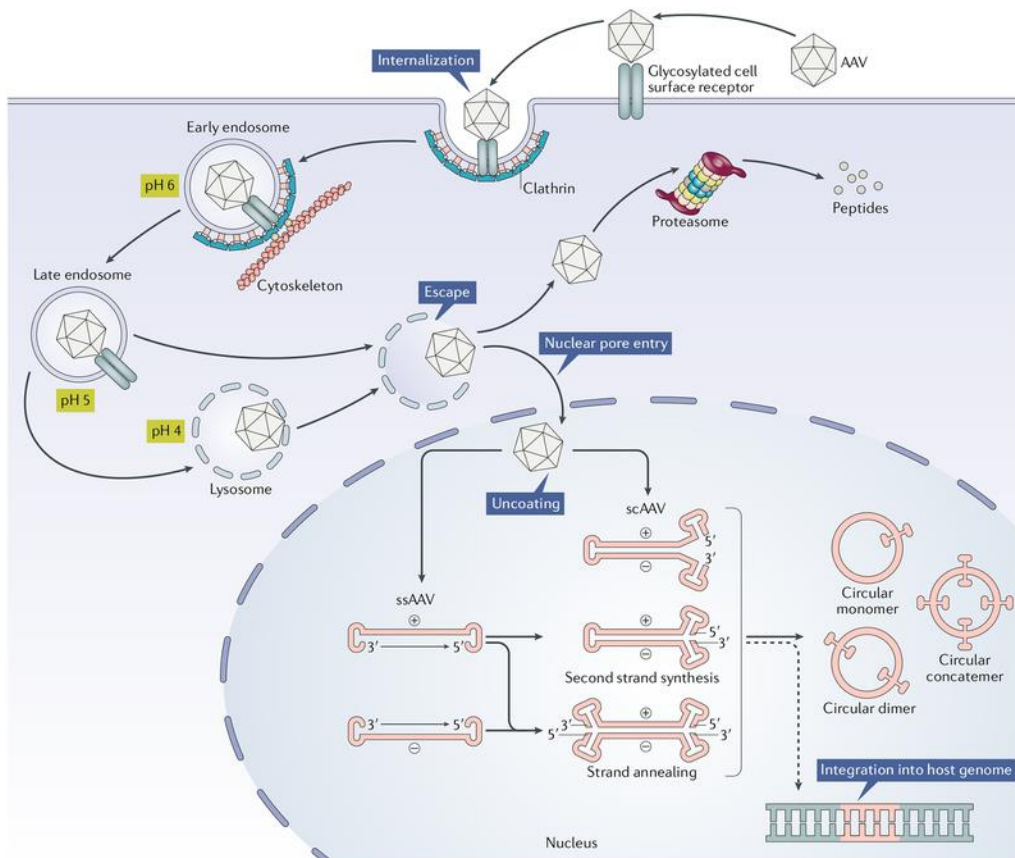 Internalization
AAV
Glycosylated cell
surface receptor
Early endosome
pH 6
Clathrin
Proteasome
Peptides
Cytoskeleton
Late endosome
Escape
Nuclear pore entry
pH 5
pH 4
Lysosome
Uncoating
scAAV
+
5′
3′
−
ssAAV
+
3′ 5′
+
5′
3′
−
Second strand synthesis
3′ 5′
−
+
3′ 5′
5′ 3′
−
Strand annealing
Circular
monomer
Circular
concatemer
Circular dimer
Integration into host genome
Nucleus